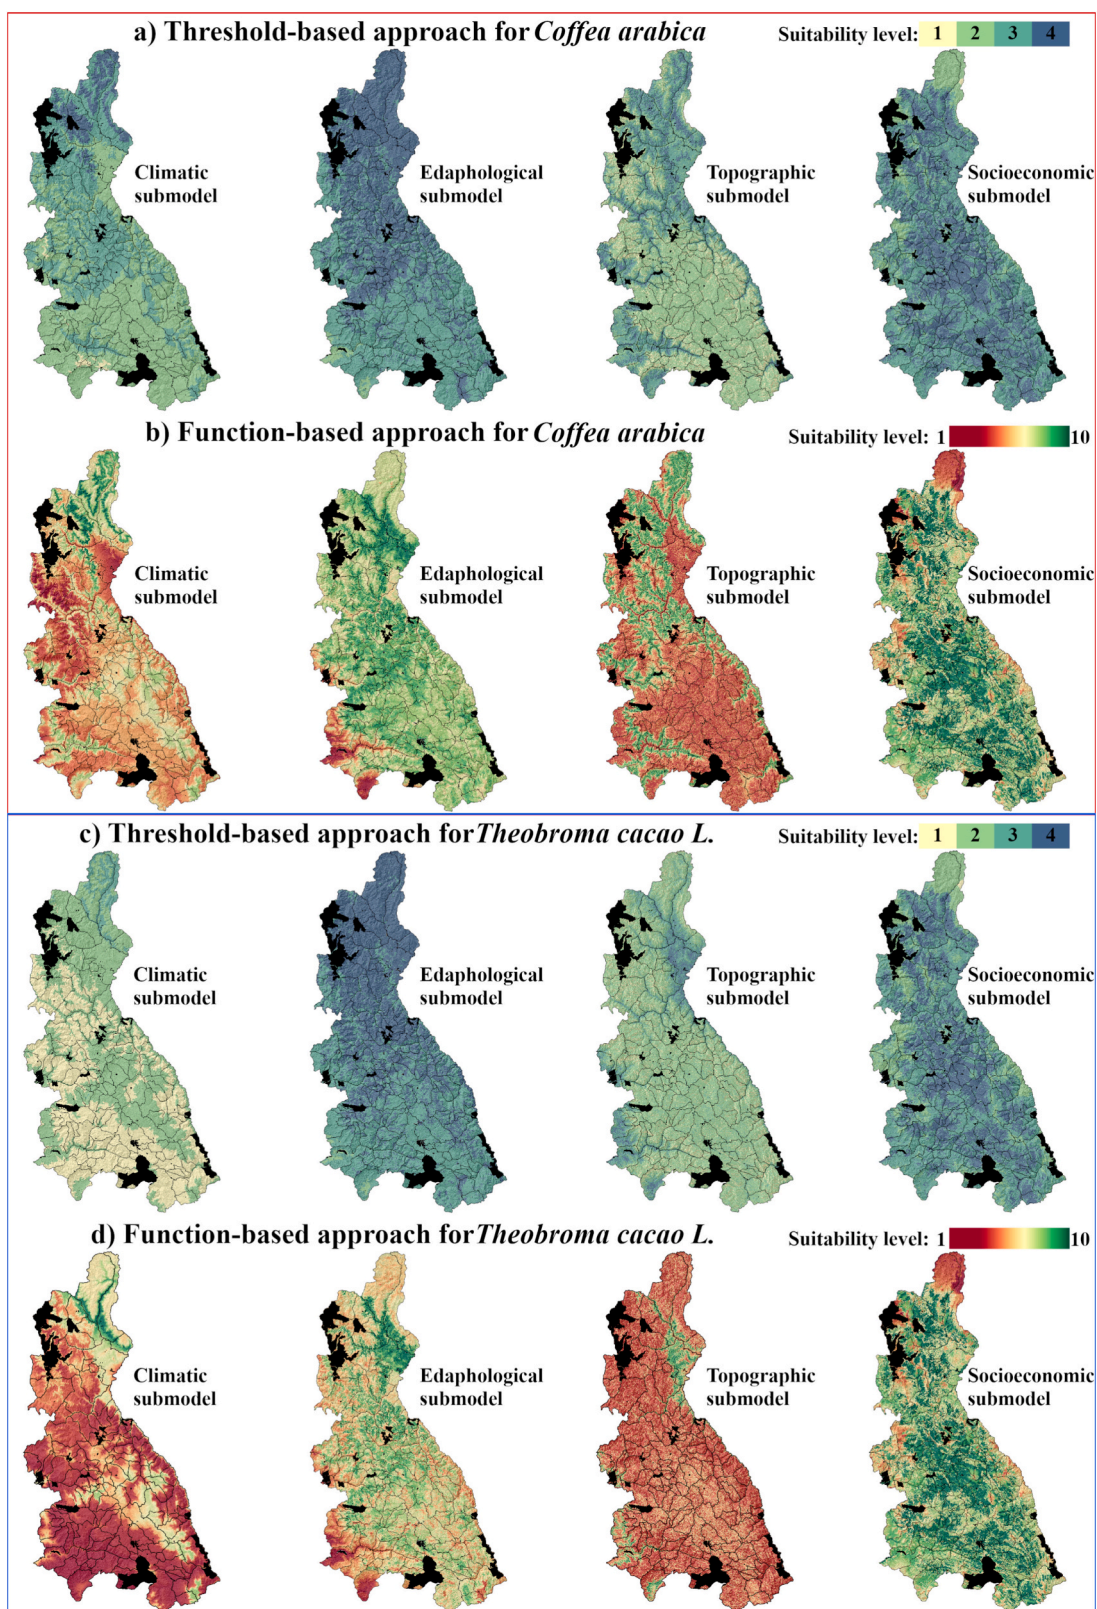 a) Threshold-based approach for Coffea arabica
Suitability level: 1 2 3 4
Climatic
submodel
Edaphological
submodel
Topographic
submodel
Socioeconomic
submodel
b) Function-based approach for Coffea arabica
Suitability level: 1 10
Climatic
submodel
Edaphological
submodel
Topographic
submodel
Socioeconomic
submodel
c) Threshold-based approach for Theobroma cacao L.
Suitability level: 1 2 3 4
Climatic
submodel
Edaphological
submodel
Topographic
submodel
Socioeconomic
submodel
d) Function-based approach for Theobroma cacao L.
Suitability level: 1 10
Climatic
submodel
Edaphological
submodel
Topographic
submodel
Socioeconomic
submodel